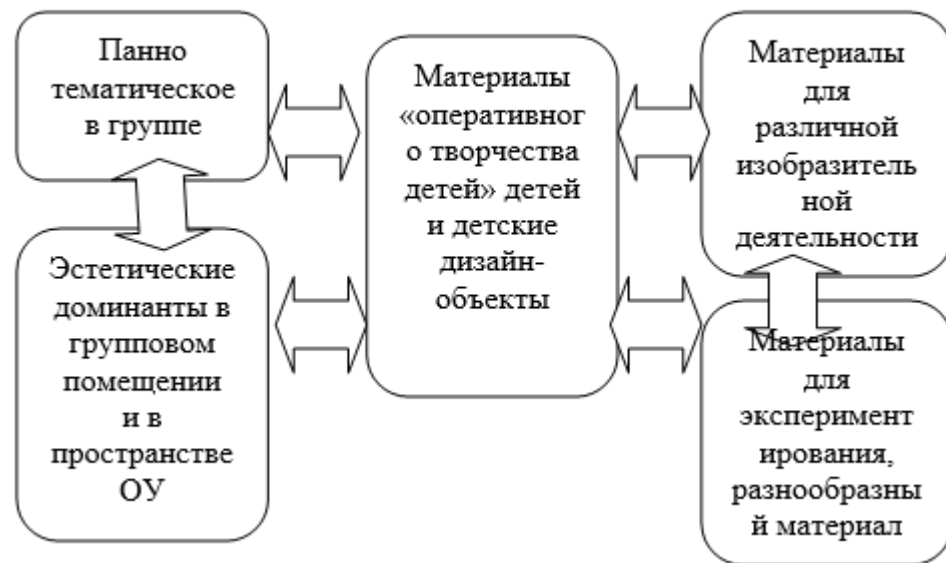 Панно
тематическое
в группе
Эстетические
доминанты в
групповом
помещении
и в
пространстве
ОУ
Материалы
«оперативног
о творчества
детей» детей
и детские
дизайн-
объекты
Материалы
для
различной
изобразитель
ной
деятельности
Материалы
для
эксперимент
ирования,
разнообразны
й материал